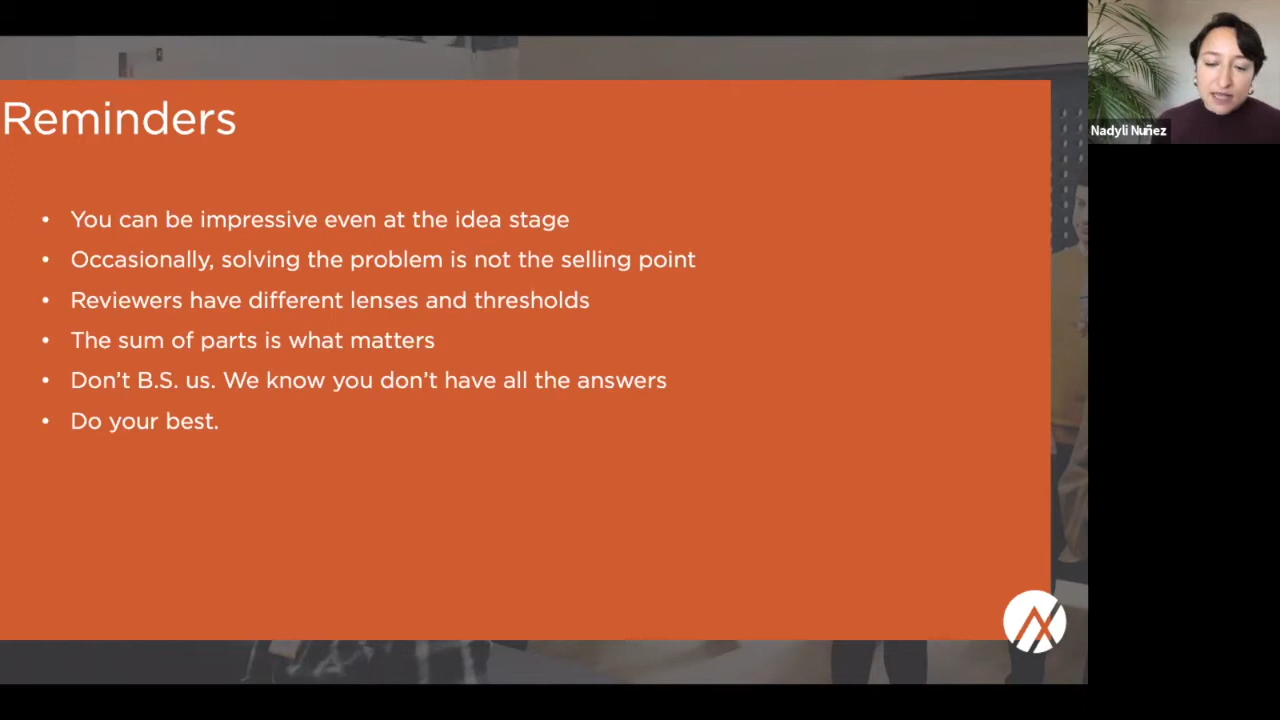 Reminders
• You can be impressive even at the idea stage
• Occasionally, solving the problem is not the selling point
• Reviewers have different lenses and thresholds
• The sum of parts is what matters
• Don’t B.S. us. We know you don’t have all the answers
• Do your best.
Nadyli Nuñez